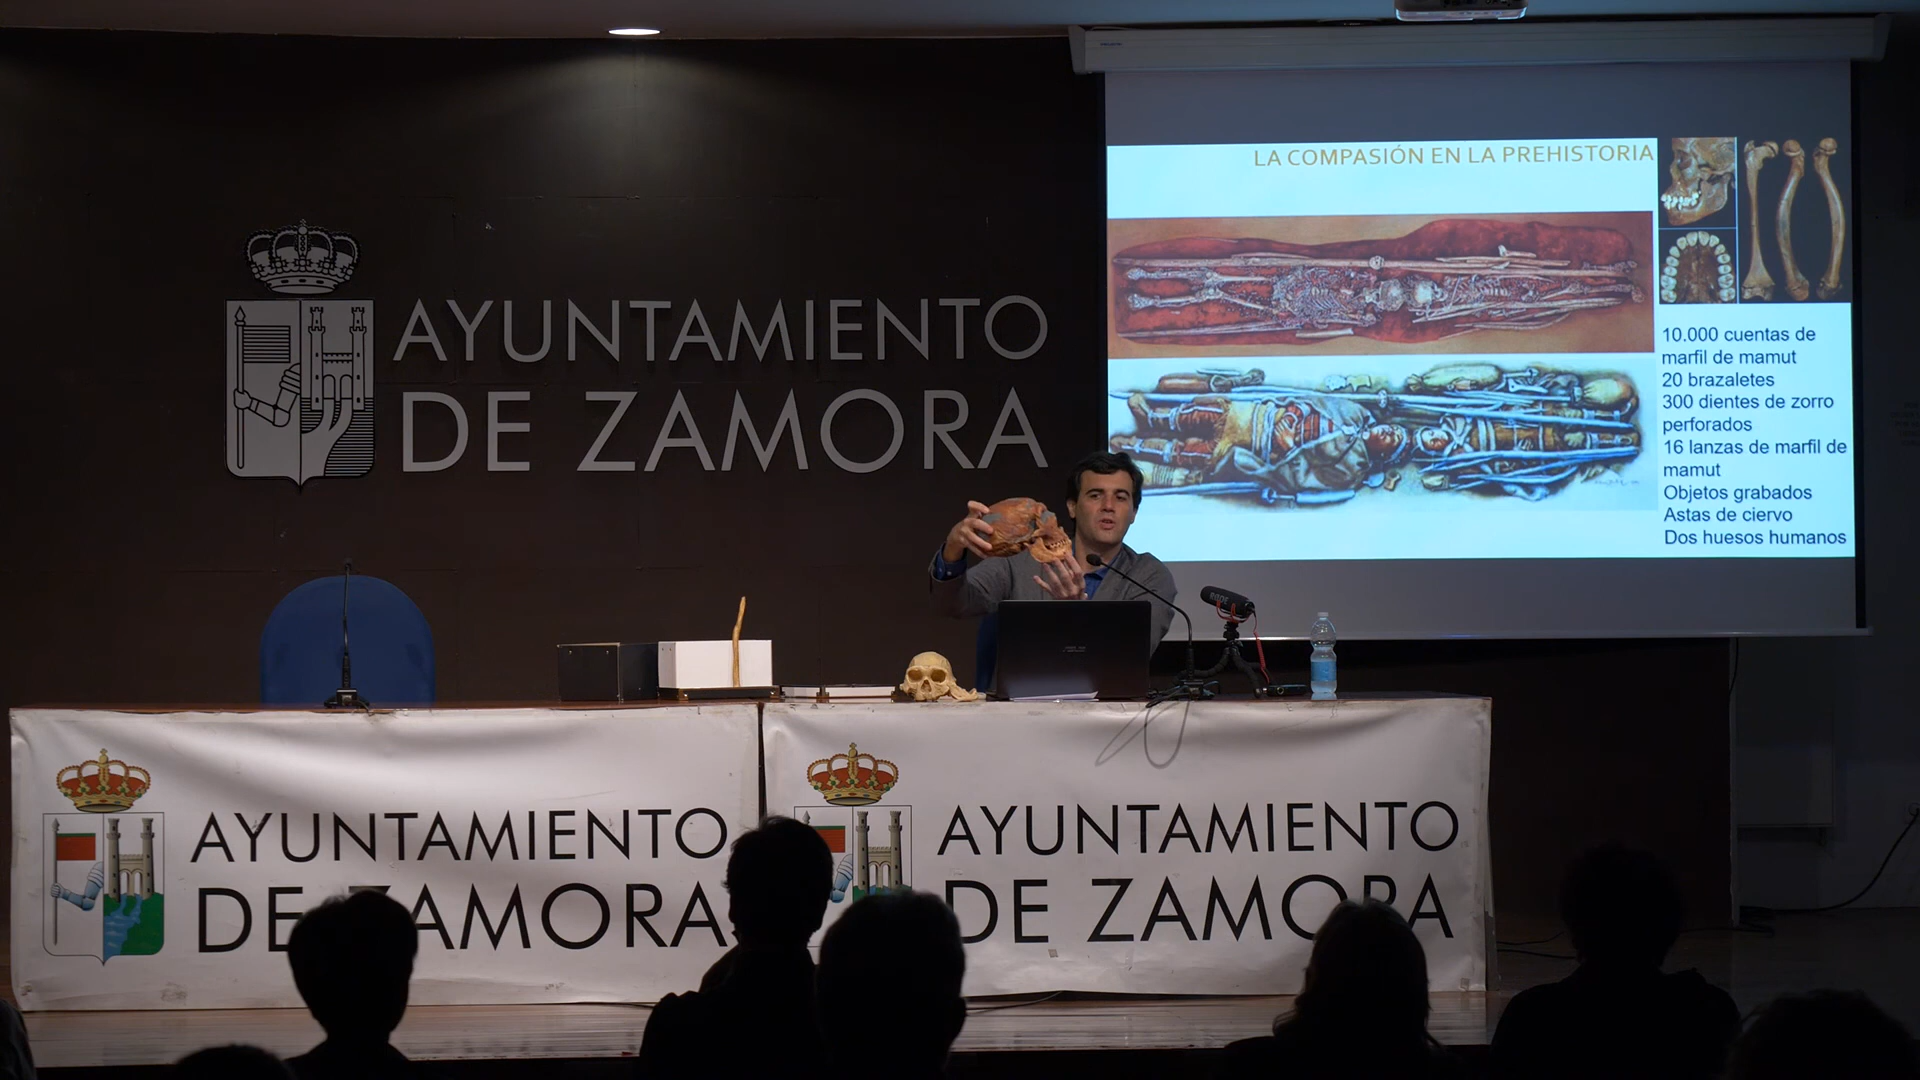 AYUNTAMIENTO
DE ZAMORA
LA COMPASIÓN EN LA PREHISTORIA
10.000 cuentas de
marfil de mamut
20 brazaletes
300 dientes de zorro
perforados
16 lanzas de marfil de
mamut
Objetos grabados
Astas de ciervo
Dos huesos humanos
RODE
AYUNTAMIENTO
DE ZAMORA
AYUNTAMIENTO
DE ZAMORA